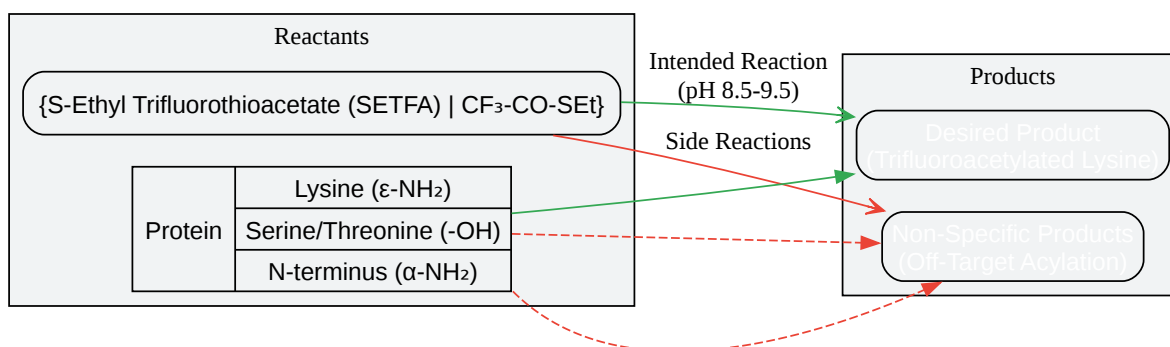 Reactants
{S-Ethyl Trifluorothioacetate (SETFA) | CF₃-CO-SEt}
Protein
Lysine (ε-NH₂)
Serine/Threonine (-OH)
N-terminus (α-NH₂)
Intended Reaction
(pH 8.5-9.5)
Side Reactions
Products
Desired Product
(Trifluoroacetylated Lysine)
Non-Specific Products
(Off-Target Acylation)